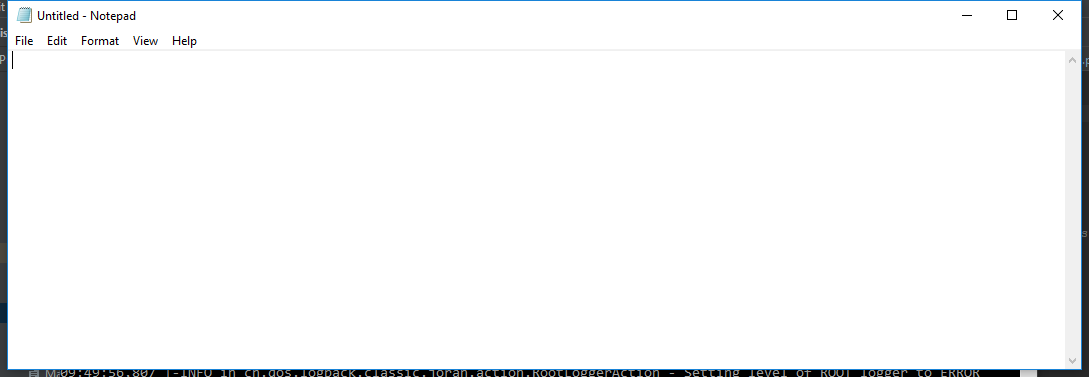 Untitled - Notepad
File Edit Format View Help
09:49:56.807 |-INFO in ch.qos.logback.classic.joran.action.RootLoggerAction - Setting level of ROOT logger to ERROR